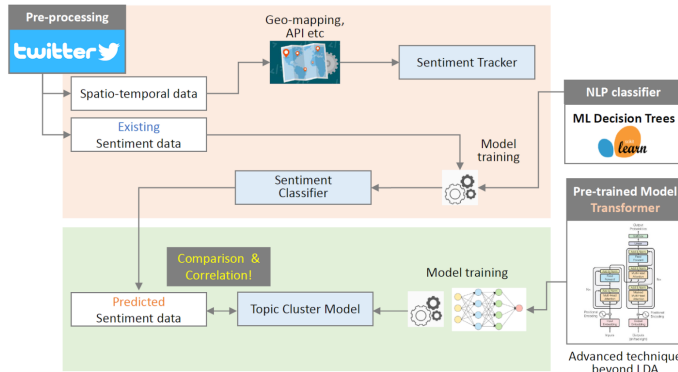 Pre-processing
twitter
Geo-mapping,
API etc
Sentiment Tracker
Spatio-temporal data
Existing
Sentiment data
Model
training
NLP classifier
ML Decision Trees
learn
Sentiment
Classifier
Pre-trained Model
Transformer
Comparison &
Correlation!
Model training
Predicted
Sentiment data
Topic Cluster Model
Advanced technique
beyond LDA